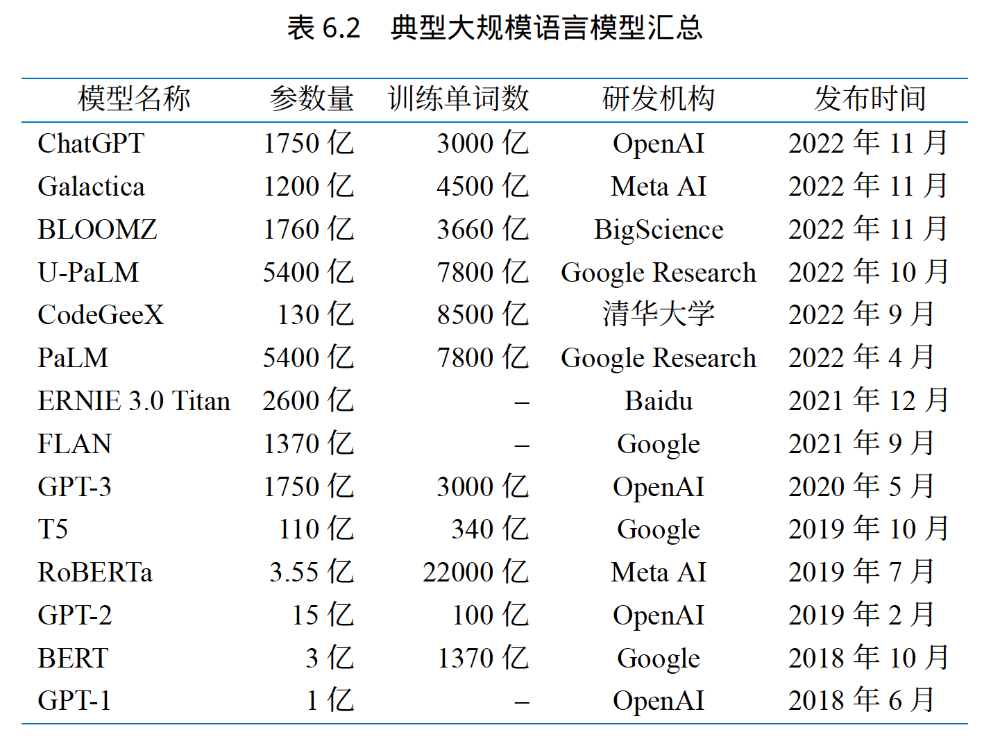 表 6.2 典型大规模语言模型汇总
模型名称 参数量 训练单词数 研发机构 发布时间
ChatGPT 1750 亿 3000 亿 OpenAI 2022 年 11 月
Galactica 1200 亿 4500 亿 Meta AI 2022 年 11 月
BLOOMZ 1760 亿 3660 亿 BigScience 2022 年 11 月
U-PaLM 5400 亿 7800 亿 Google Research 2022 年 10 月
CodeGeeX 130 亿 8500 亿 清华大学 2022 年 9 月
PaLM 5400 亿 7800 亿 Google Research 2022 年 4 月
ERNIE 3.0 Titan 2600 亿 – Baidu 2021 年 12 月
FLAN 1370 亿 – Google 2021 年 9 月
GPT-3 1750 亿 3000 亿 OpenAI 2020 年 5 月
T5 110 亿 340 亿 Google 2019 年 10 月
RoBERTa 3.55 亿 22000 亿 Meta AI 2019 年 7 月
GPT-2 15 亿 100 亿 OpenAI 2019 年 2 月
BERT 3 亿 1370 亿 Google 2018 年 10 月
GPT-1 1 亿 – OpenAI 2018 年 6 月